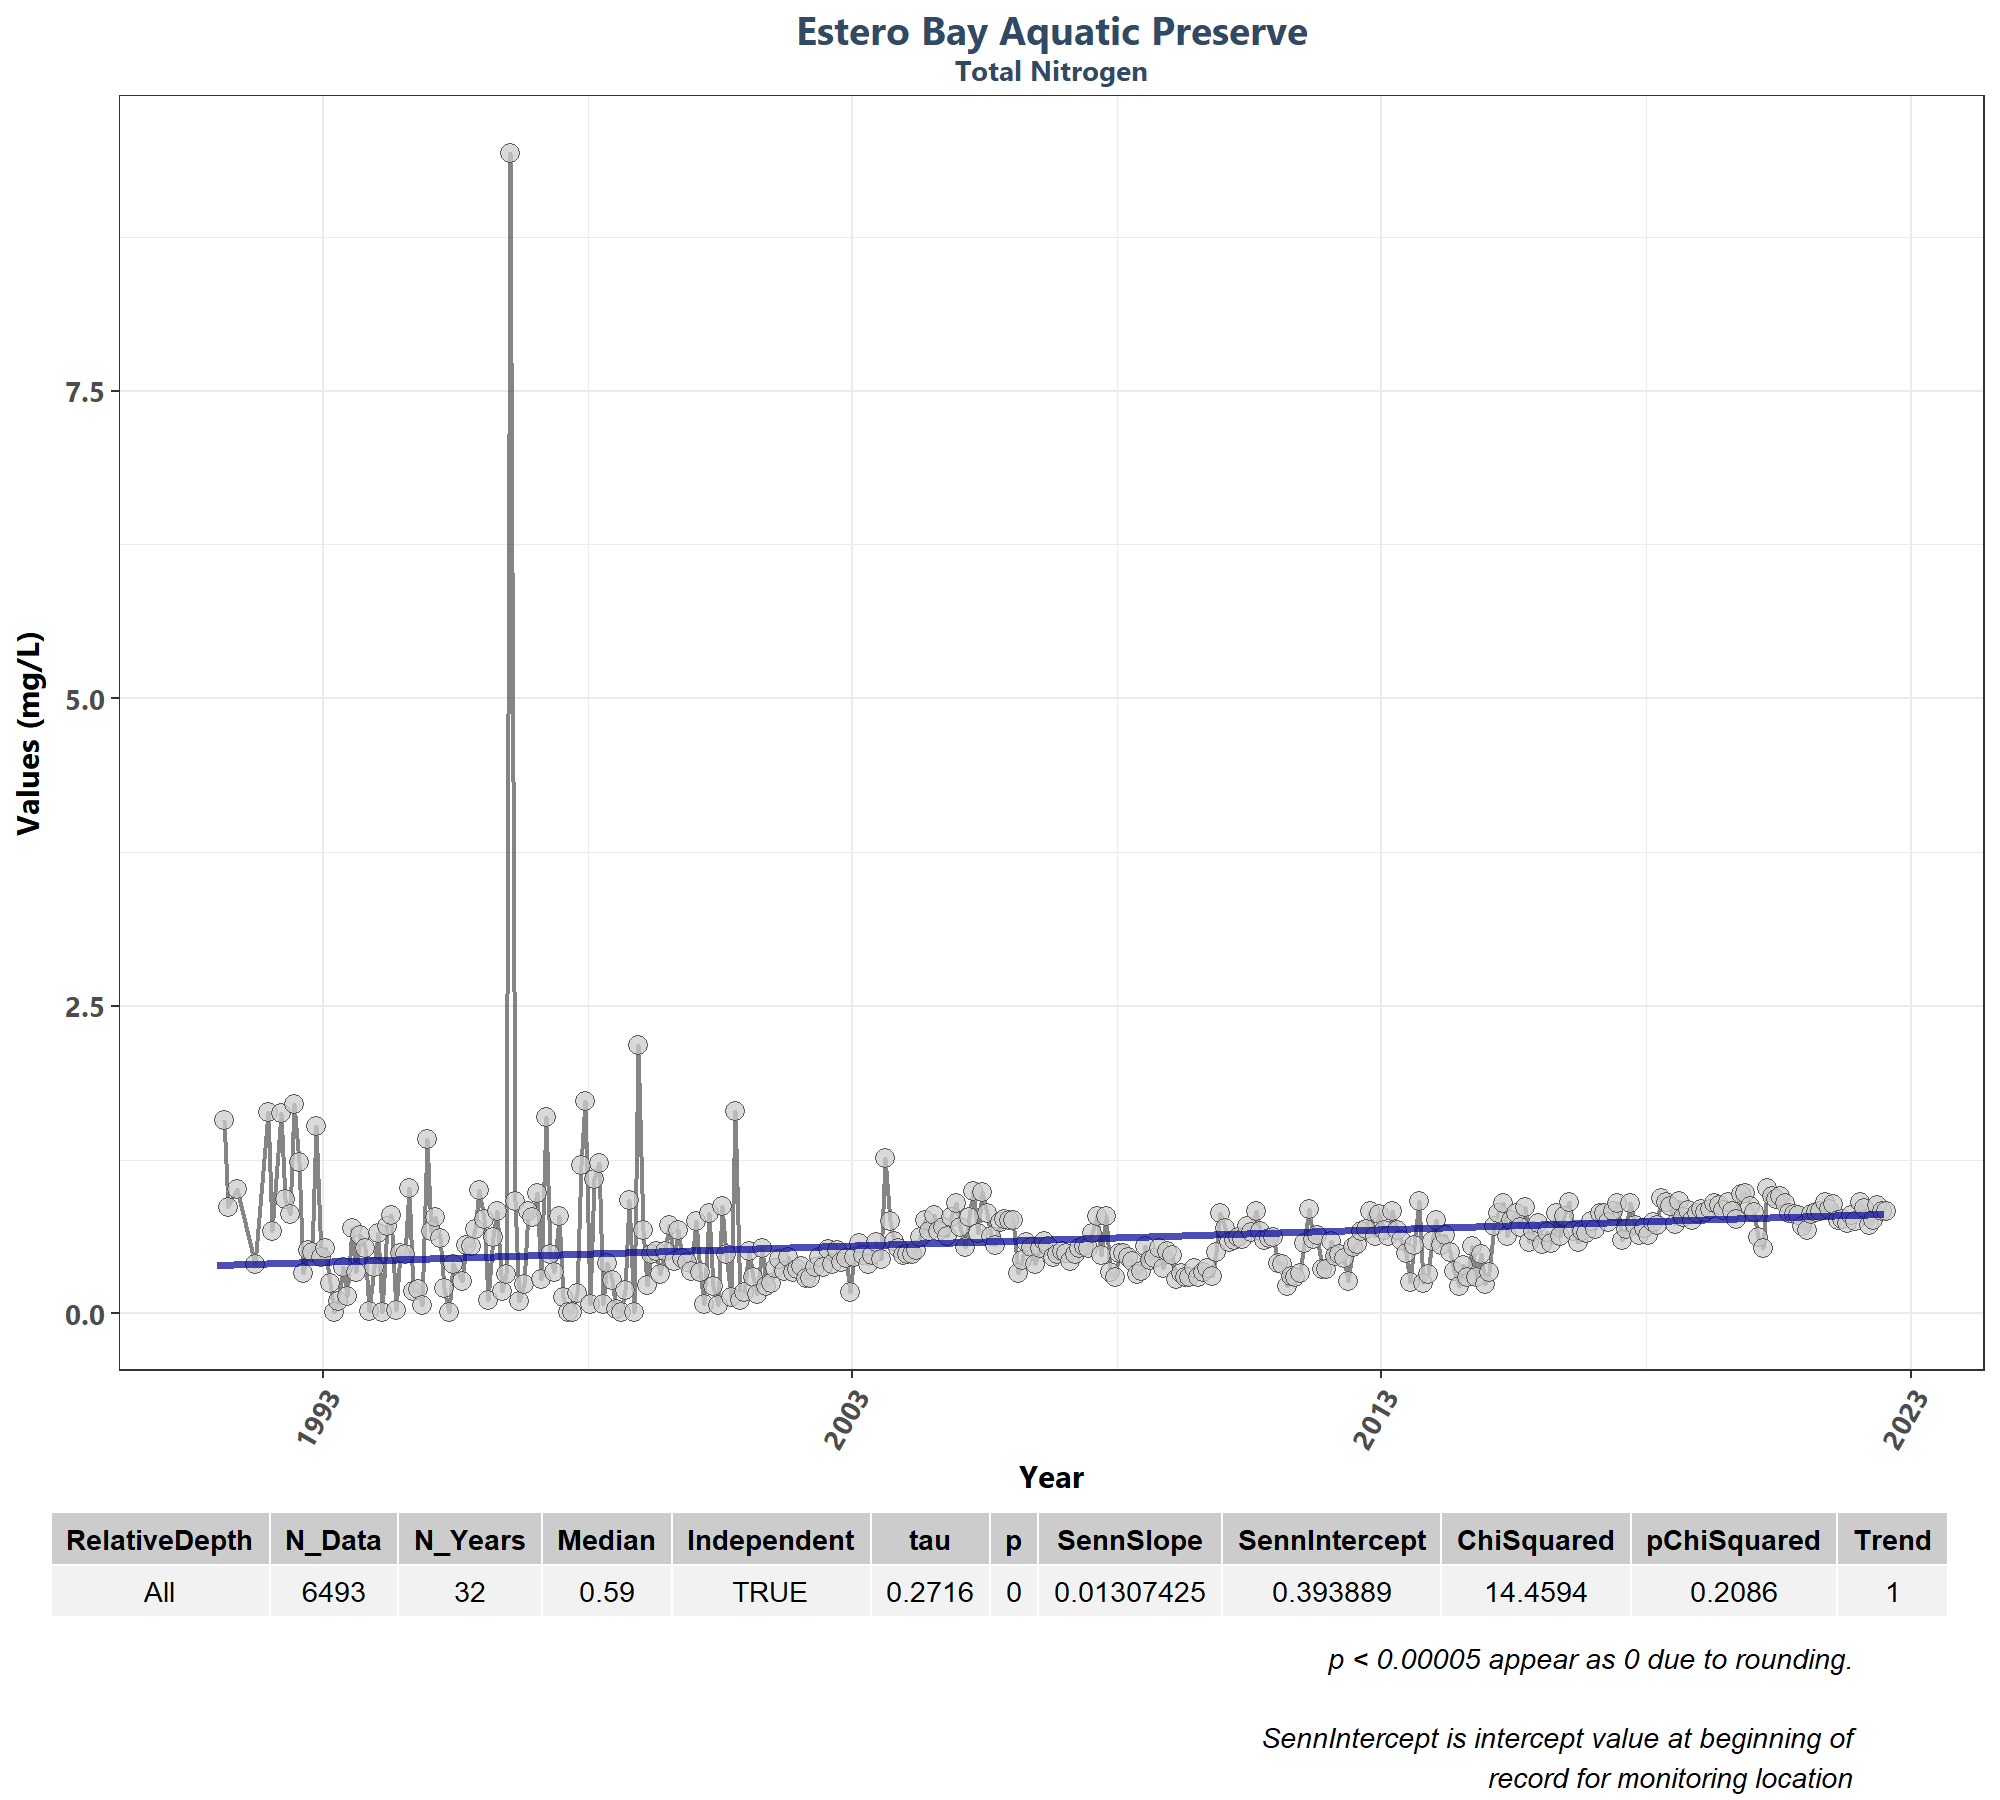 Estero Bay Aquatic Preserve
Total Nitrogen
Values (mg/L)
7.5
5.0
2.5
0.0
1993 2003 2013 2023
Year
RelativeDepth N_Data N_Years Median Independent tau p SennSlope SennIntercept ChiSquared pChiSquared Trend
All 6493 32 0.59 TRUE 0.2716 0 0.01307425 0.393889 14.4594 0.2086 1
p < 0.00005 appear as 0 due to rounding.
SennIntercept is intercept value at beginning of
record for monitoring location